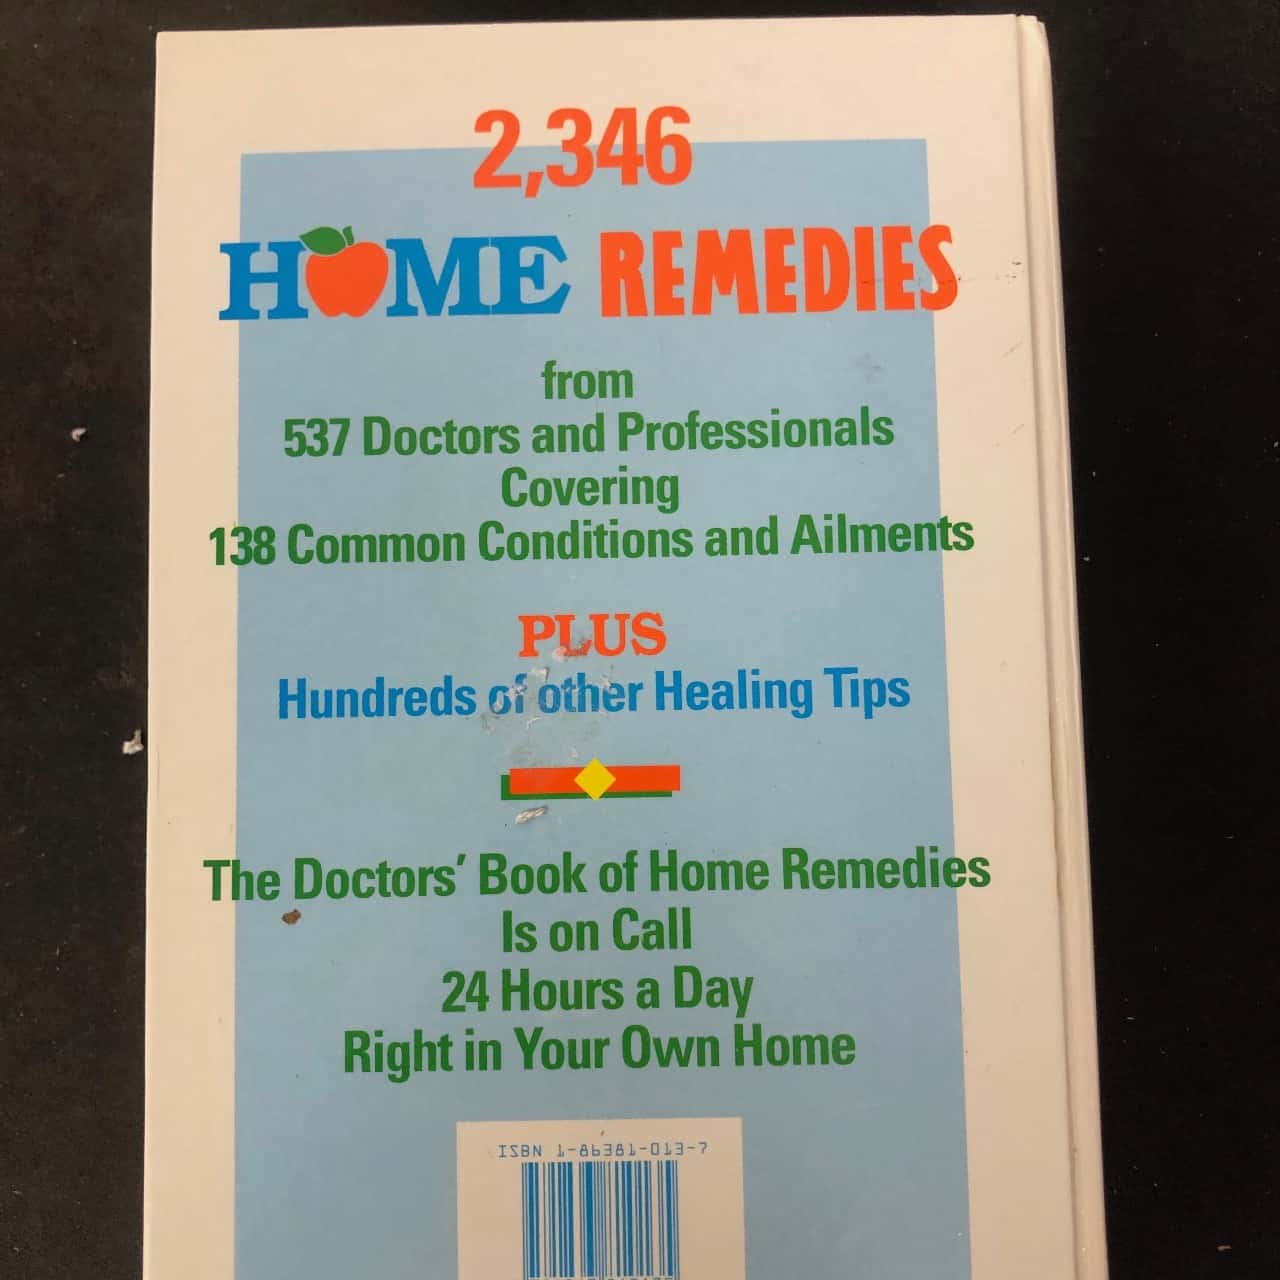 2,346
HOME REMEDIES
from
537 Doctors and Professionals
Covering
138 Common Conditions and Ailments
PLUS
Hundreds of other Healing Tips
The Doctors' Book of Home Remedies
Is on Call
24 Hours a Day
Right in Your Own Home
ISBN 1-86381-013-7